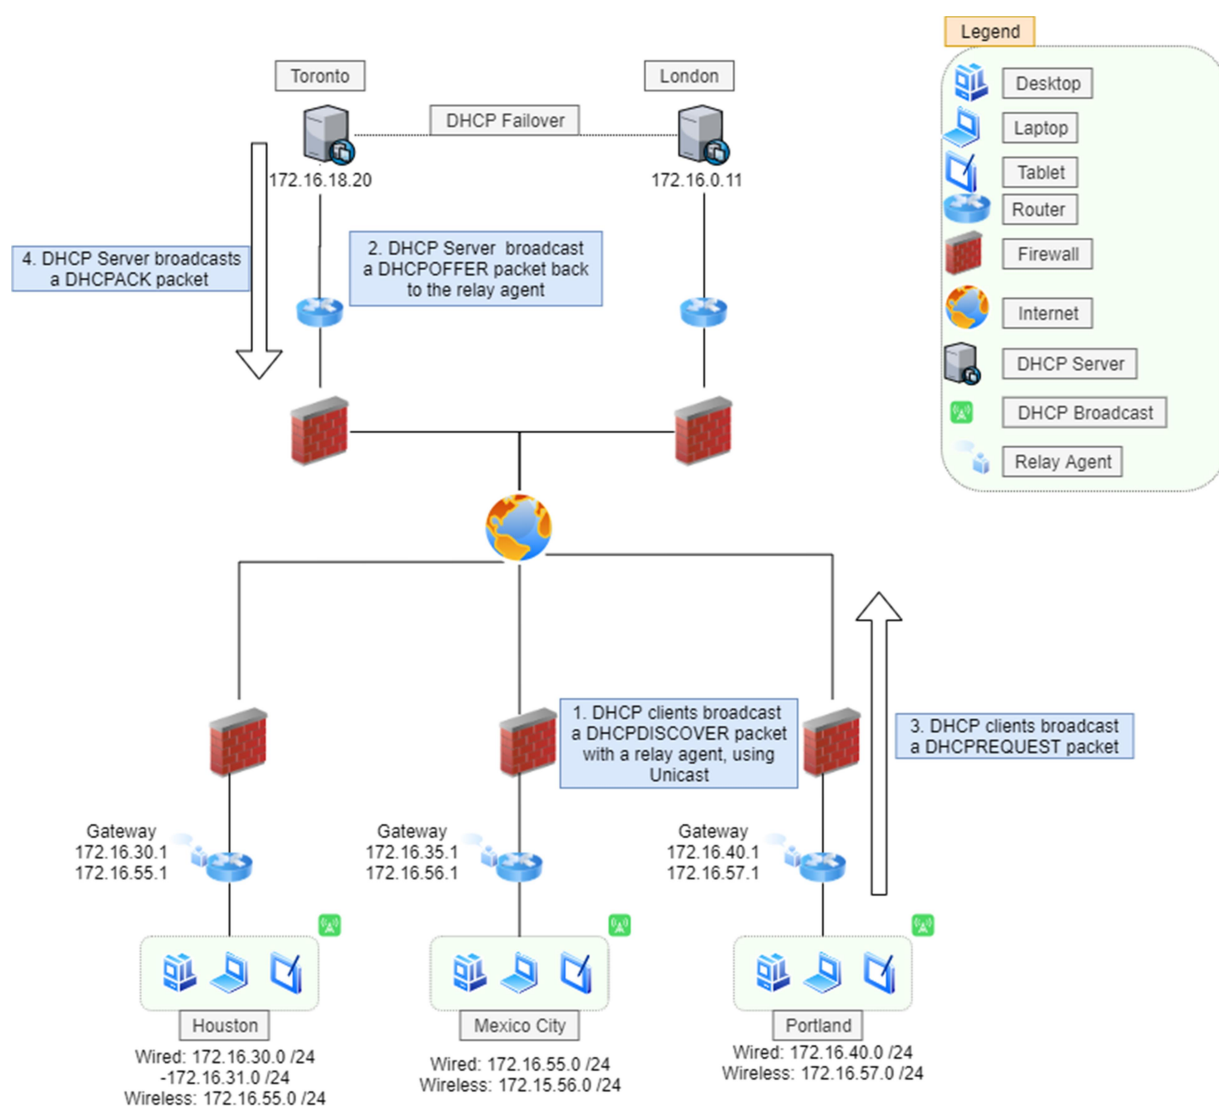 Legend
Desktop
Laptop
Tablet
Router
Firewall
Internet
DHCP Server
DHCP Broadcast
Relay Agent
Toronto
London
DHCP Failover
172.16.18.20
172.16.0.11
4. DHCP Server broadcasts
a DHCPACK packet
2. DHCP Server broadcast
a DHCPOFFER packet back
to the relay agent
1. DHCP clients broadcast
a DHCPDISCOVER packet
with a relay agent, using
Unicast
3. DHCP clients broadcast
a DHCPREQUEST packet
Gateway
172.16.30.1
172.16.55.1
Gateway
172.16.35.1
172.16.56.1
Gateway
172.16.40.1
172.16.57.1
Houston
Wired: 172.16.30.0 /24
-172.16.31.0 /24
Wireless: 172.16.55.0 /24
Mexico City
Wired: 172.16.55.0 /24
Wireless: 172.15.56.0 /24
Portland
Wired: 172.16.40.0 /24
Wireless: 172.16.57.0 /24